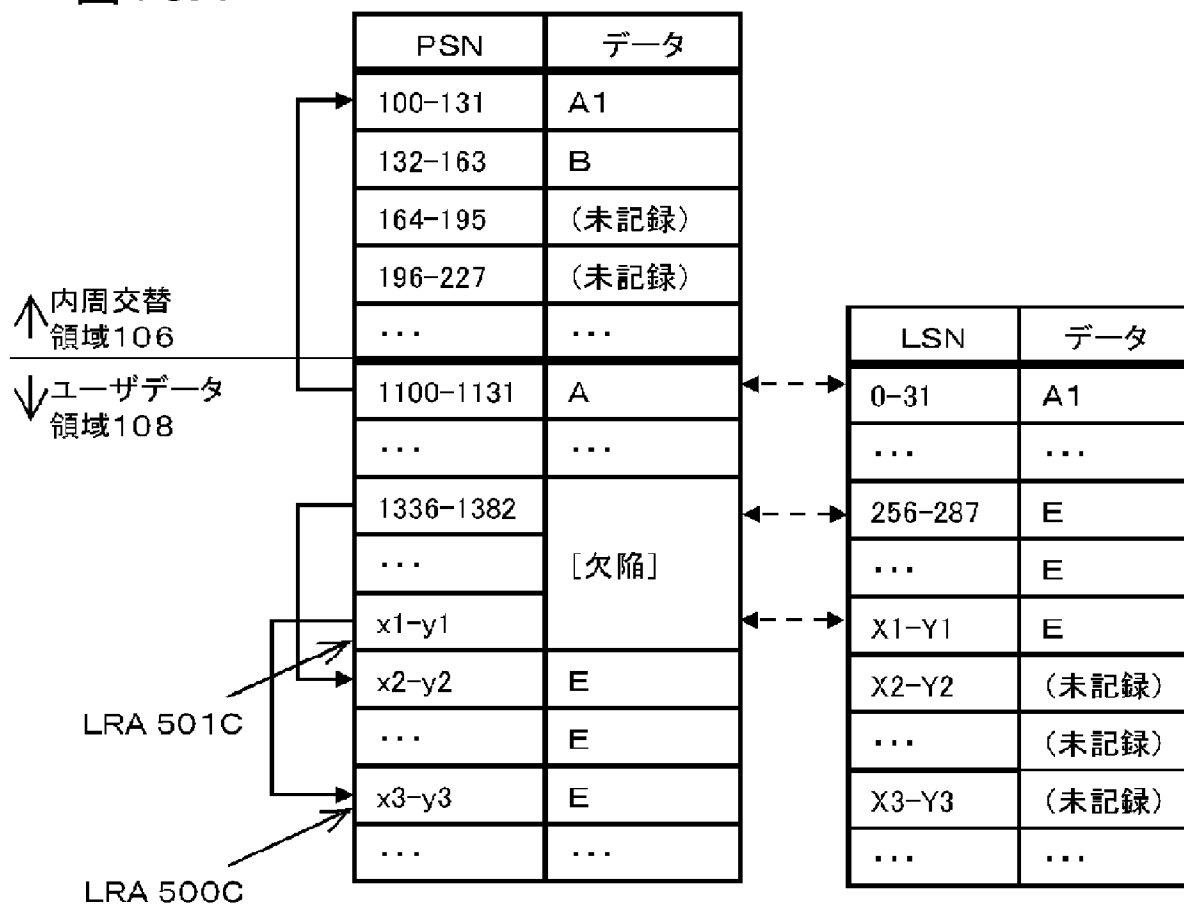 PSN データ
100-131 A1
132-163 B
164-195 (未記録)
196-227 (未記録)
... ...
内周交替
領域106
ユーザデータ
領域108
1100-1131 A
... ...
1336-1382
...
[欠陥]
x1-y1
x2-y2 E
... E
x3-y3 E
... ...
LRA 501C
LRA 500C
LSN データ
0-31 A1
... ...
256-287 E
... E
X1-Y1 E
X2-Y2 (未記録)
... (未記録)
X3-Y3 (未記録)
... ...